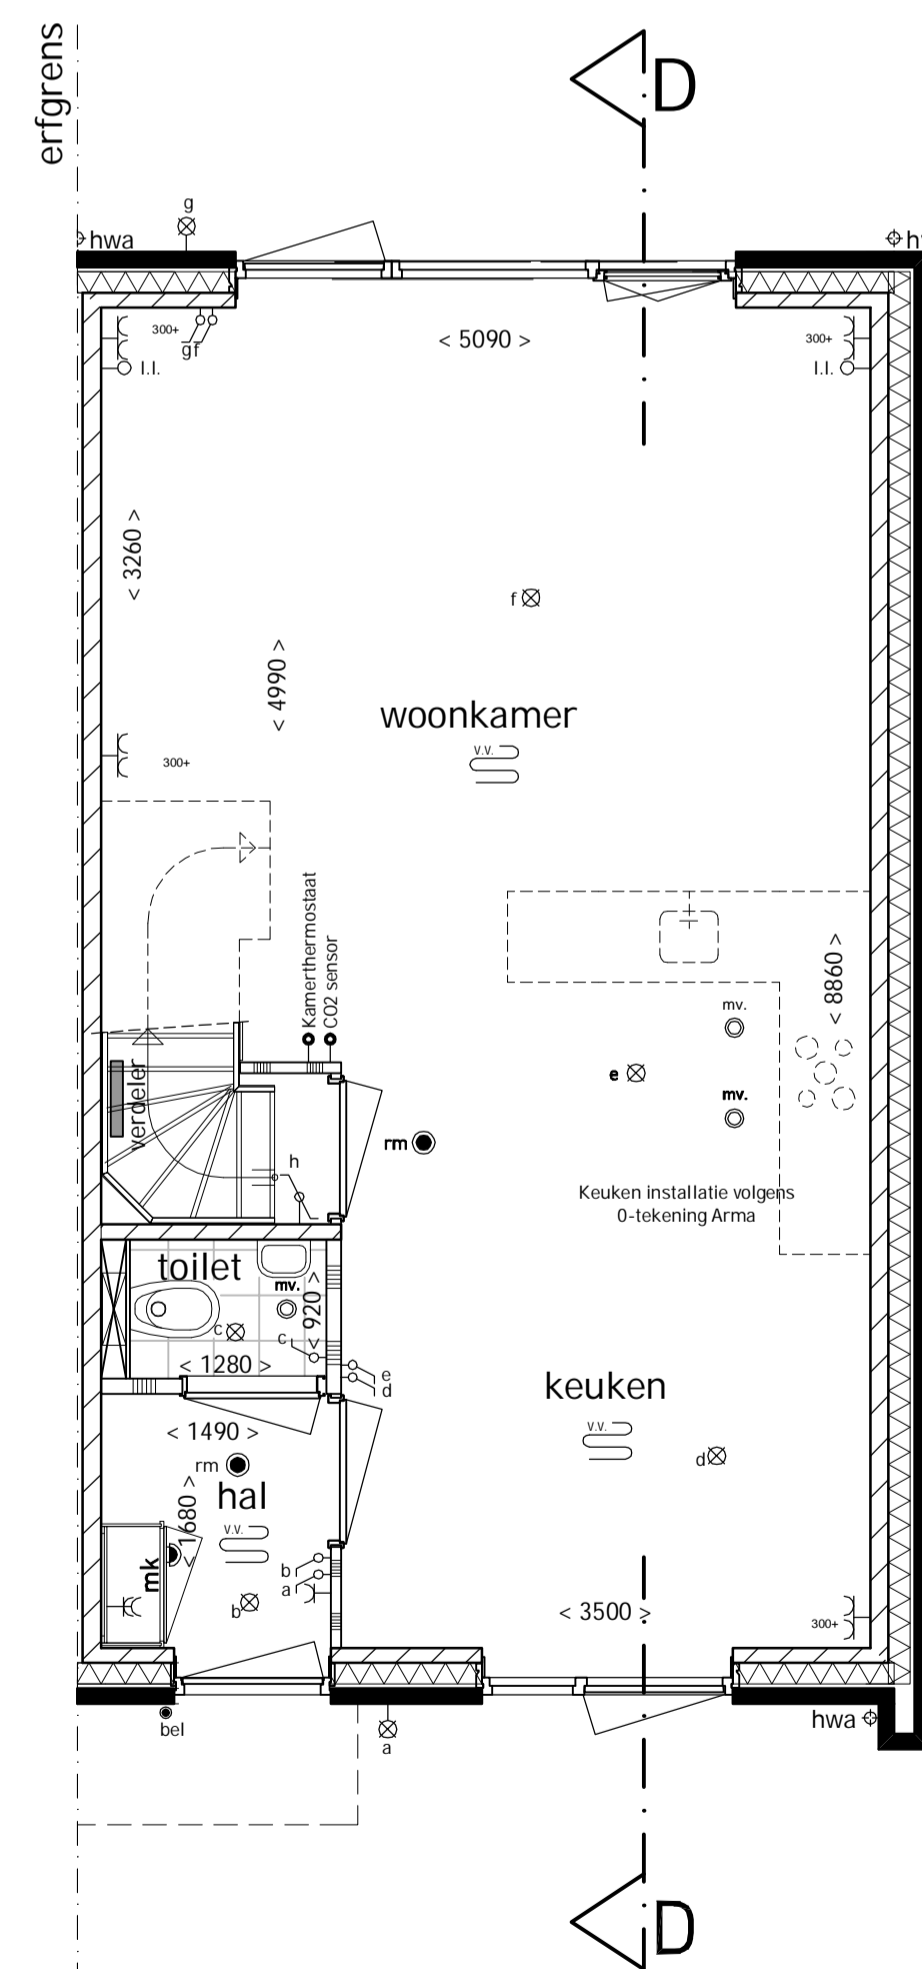 erfgrens
D
g
hwa
h
300+
gf
l.l.
< 5090 >
300+
l.l.
< 3260 >
f
< 4990 >
woonkamer
v.v.
300+
Kamerthermostaat
CO2 sensor
< 8860 >
mv.
e
mv.
verdeler
rm
h
Keuken installatie volgens
0-tekening Arma
toilet
mv.
< 920 >
c
c
< 1280 >
e
d
keuken
< 1490 >
v.v.
rm
d
hal
< 1680 >
v.v.
mk
b
a
b
< 3500 >
300+
bel
a
hwa
D